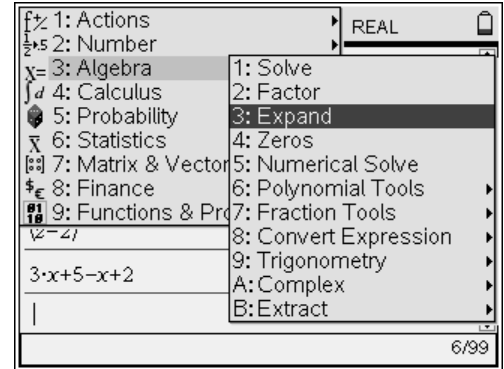 1: Actions
2: Number
3: Algebra
4: Calculus
5: Probability
6: Statistics
7: Matrix & Vector
8: Finance
9: Functions & Pro
REAL
1: Solve
2: Factor
3: Expand
4: Zeros
5: Numerical Solve
6: Polynomial Tools
7: Fraction Tools
8: Convert Expression
9: Trigonometry
A: Complex
B: Extract
3·x+5−x+2
6/99